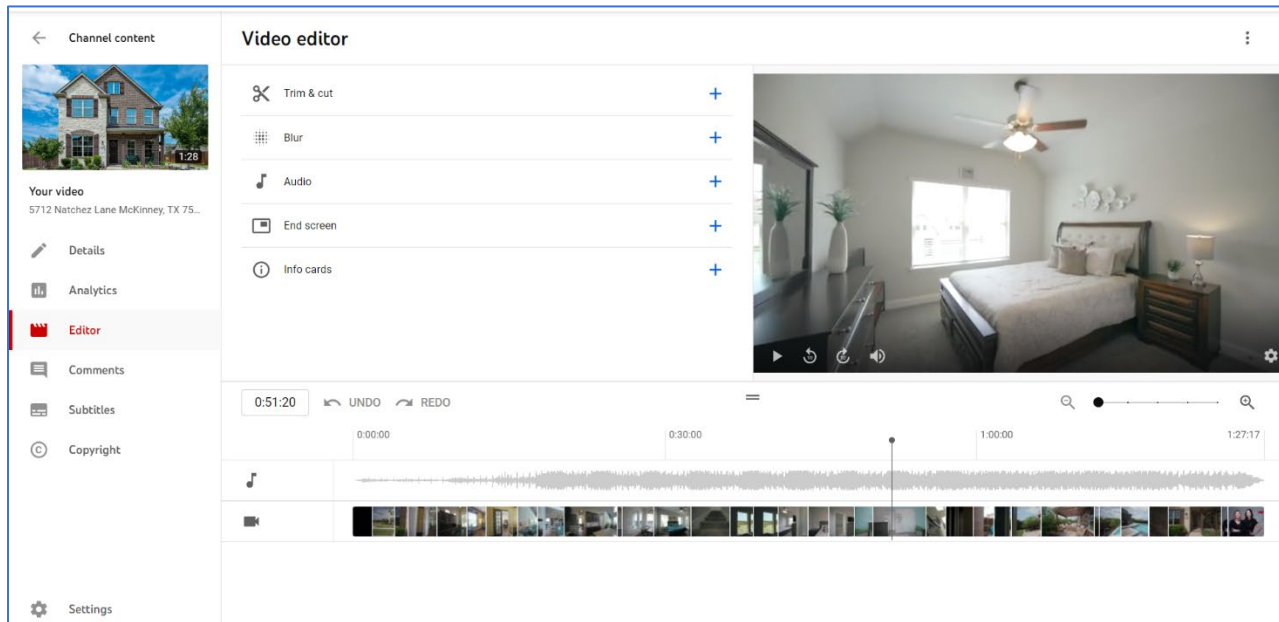 Channel content
1:28
Your video
5712 Natchez Lane McKinney, TX 75...
Details
Analytics
Editor
Comments
Subtitles
Copyright
Settings
Video editor
Trim & cut
Blur
Audio
End screen
Info cards
0:51:20 UNDO REDO
0:00:00 0:30:00 1:00:00 1:27:17